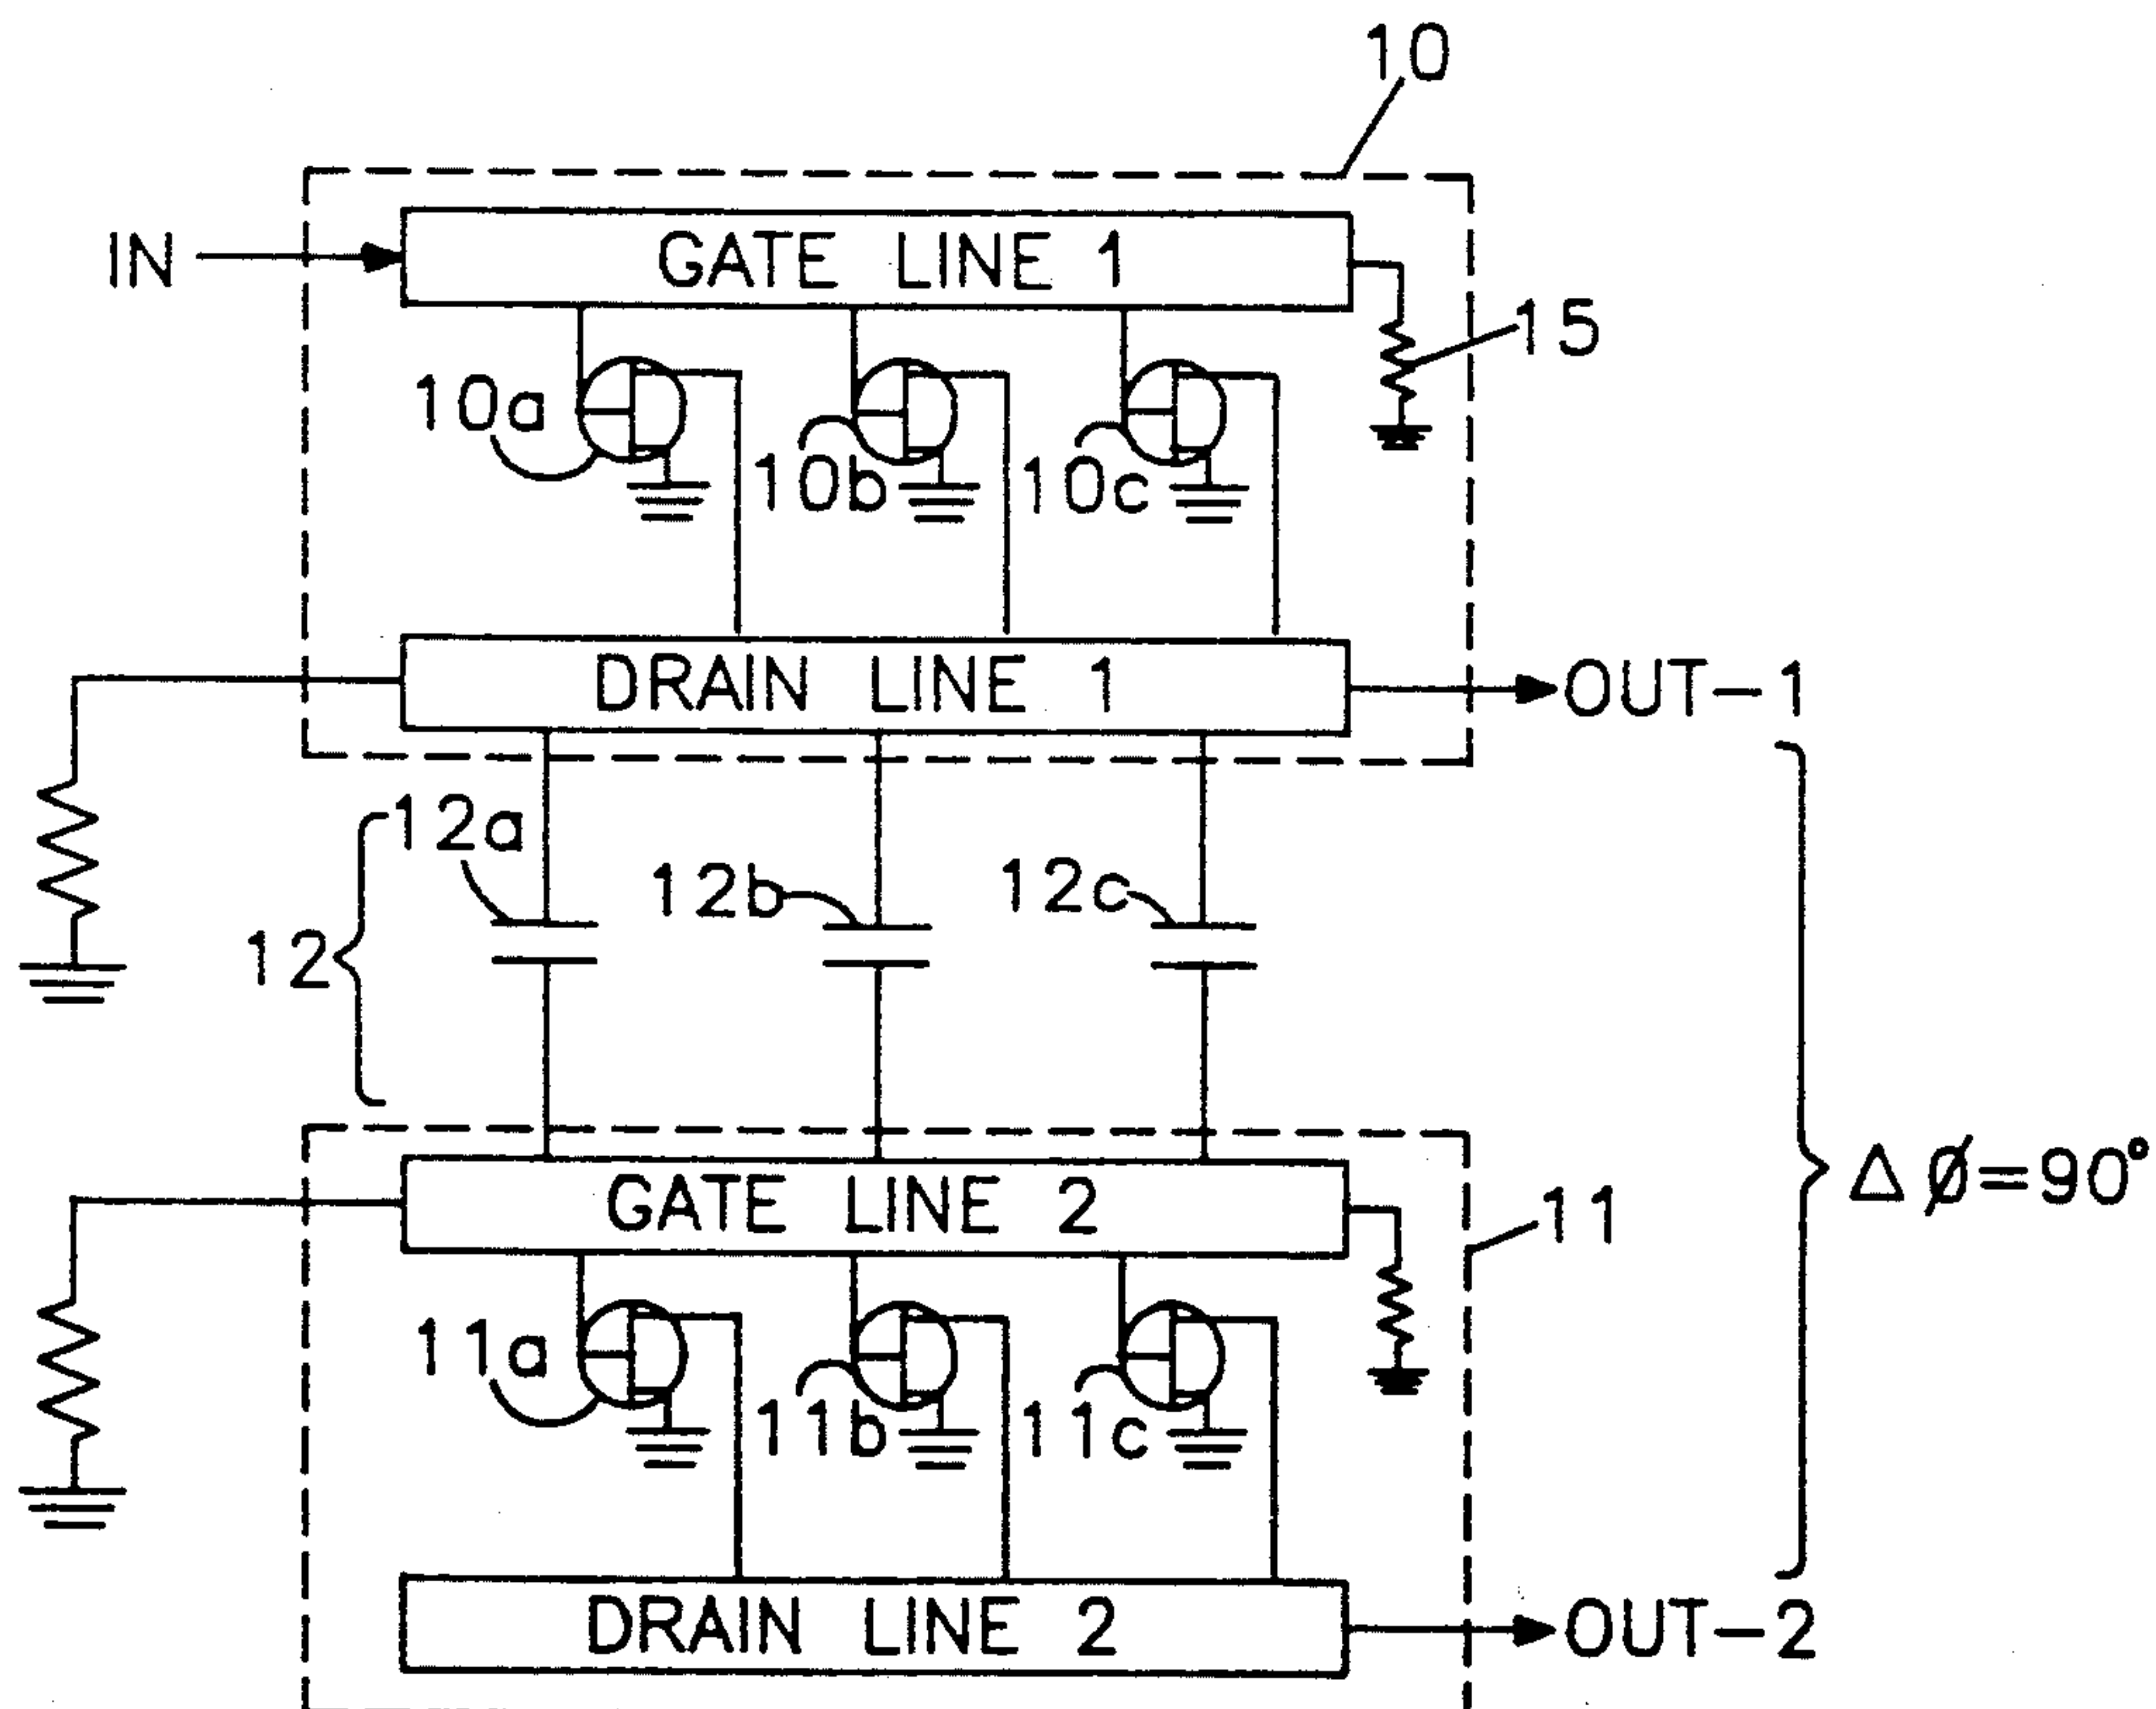 10
IN
GATE LINE 1
15
10a
10b
10c
DRAIN LINE 1
OUT-1
12a
12b
12c
12
Δ Ø=90°
GATE LINE 2
11
11a
11b
11c
DRAIN LINE 2
OUT-2